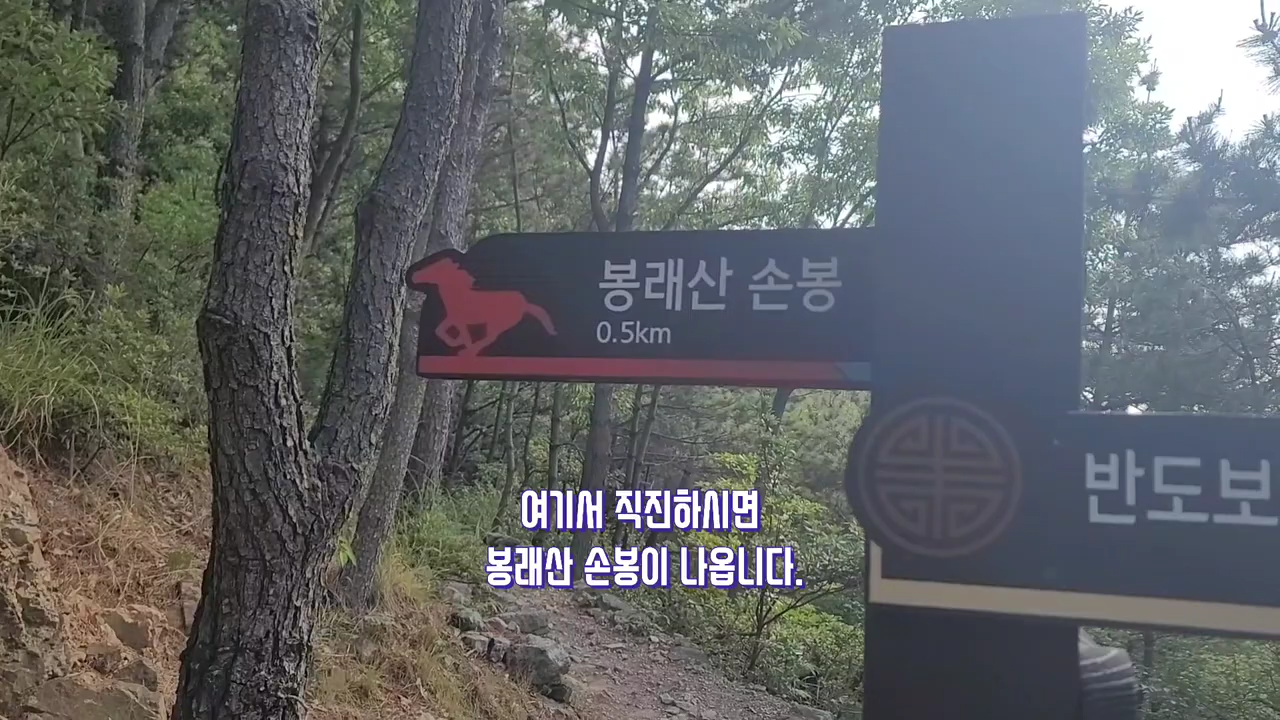 봉래산 손봉
0.5km
반도보
여기서 직진하시면
봉래산 손봉이 나옵니다.